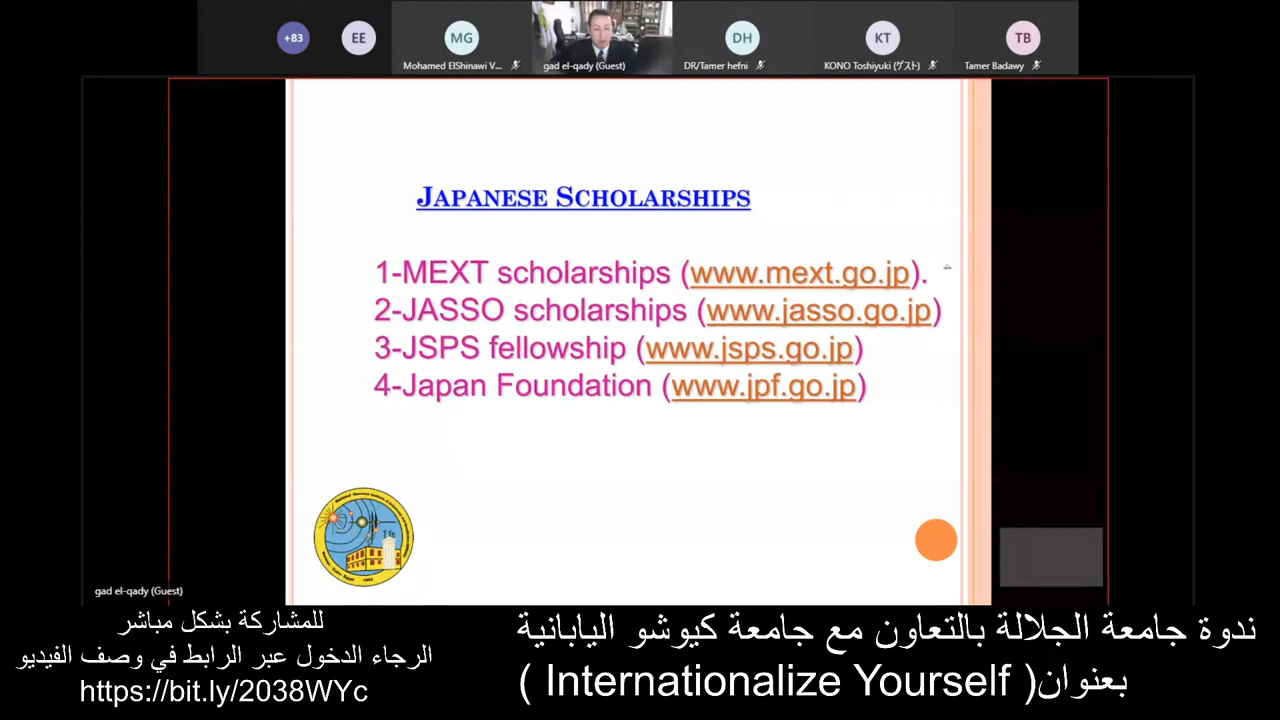 +83
EE
MG
DH
KT
TB
Mohamed ElShinawi V...
gad el-qady (Guest)
DR/Tamer hefni
KONO Toshiyuki (ゲスト)
Tamer Badawy
JAPANESE SCHOLARSHIPS
1-MEXT scholarships (www.mext.go.jp).
2-JASSO scholarships (www.jasso.go.jp)
3-JSPS fellowship (www.jsps.go.jp)
4-Japan Foundation (www.jpf.go.jp)
gad el-qady (Guest)
ندوة جامعة الجلالة بالتعاون مع جامعة كيوشو اليابانية
بعنوان( Internationalize Yourself )
للمشاركة بشكل مباشر
الرجاء الدخول عبر الرابط في وصف الفيديو
https://bit.ly/2038WYc